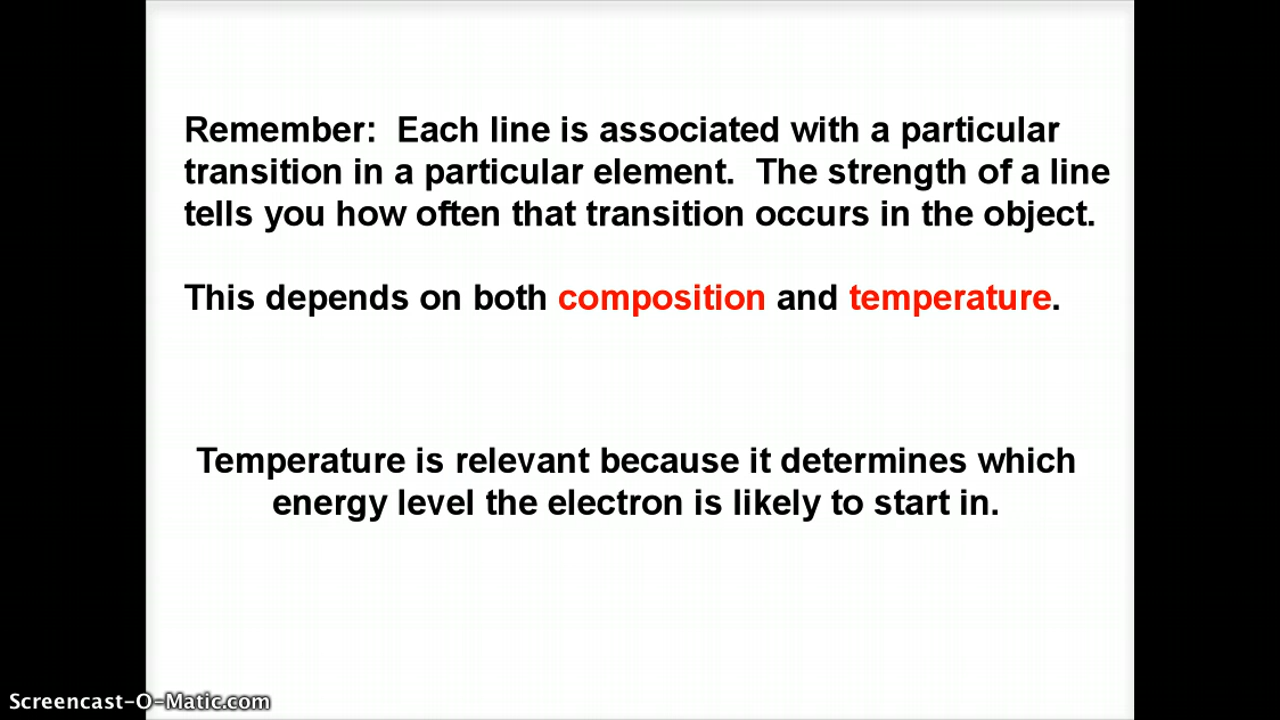 Remember:  Each line is associated with a particular
transition in a particular element.  The strength of a line
tells you how often that transition occurs in the object.
This depends on both composition and temperature.
Temperature is relevant because it determines which
energy level the electron is likely to start in.
Screencast-O-Matic.com